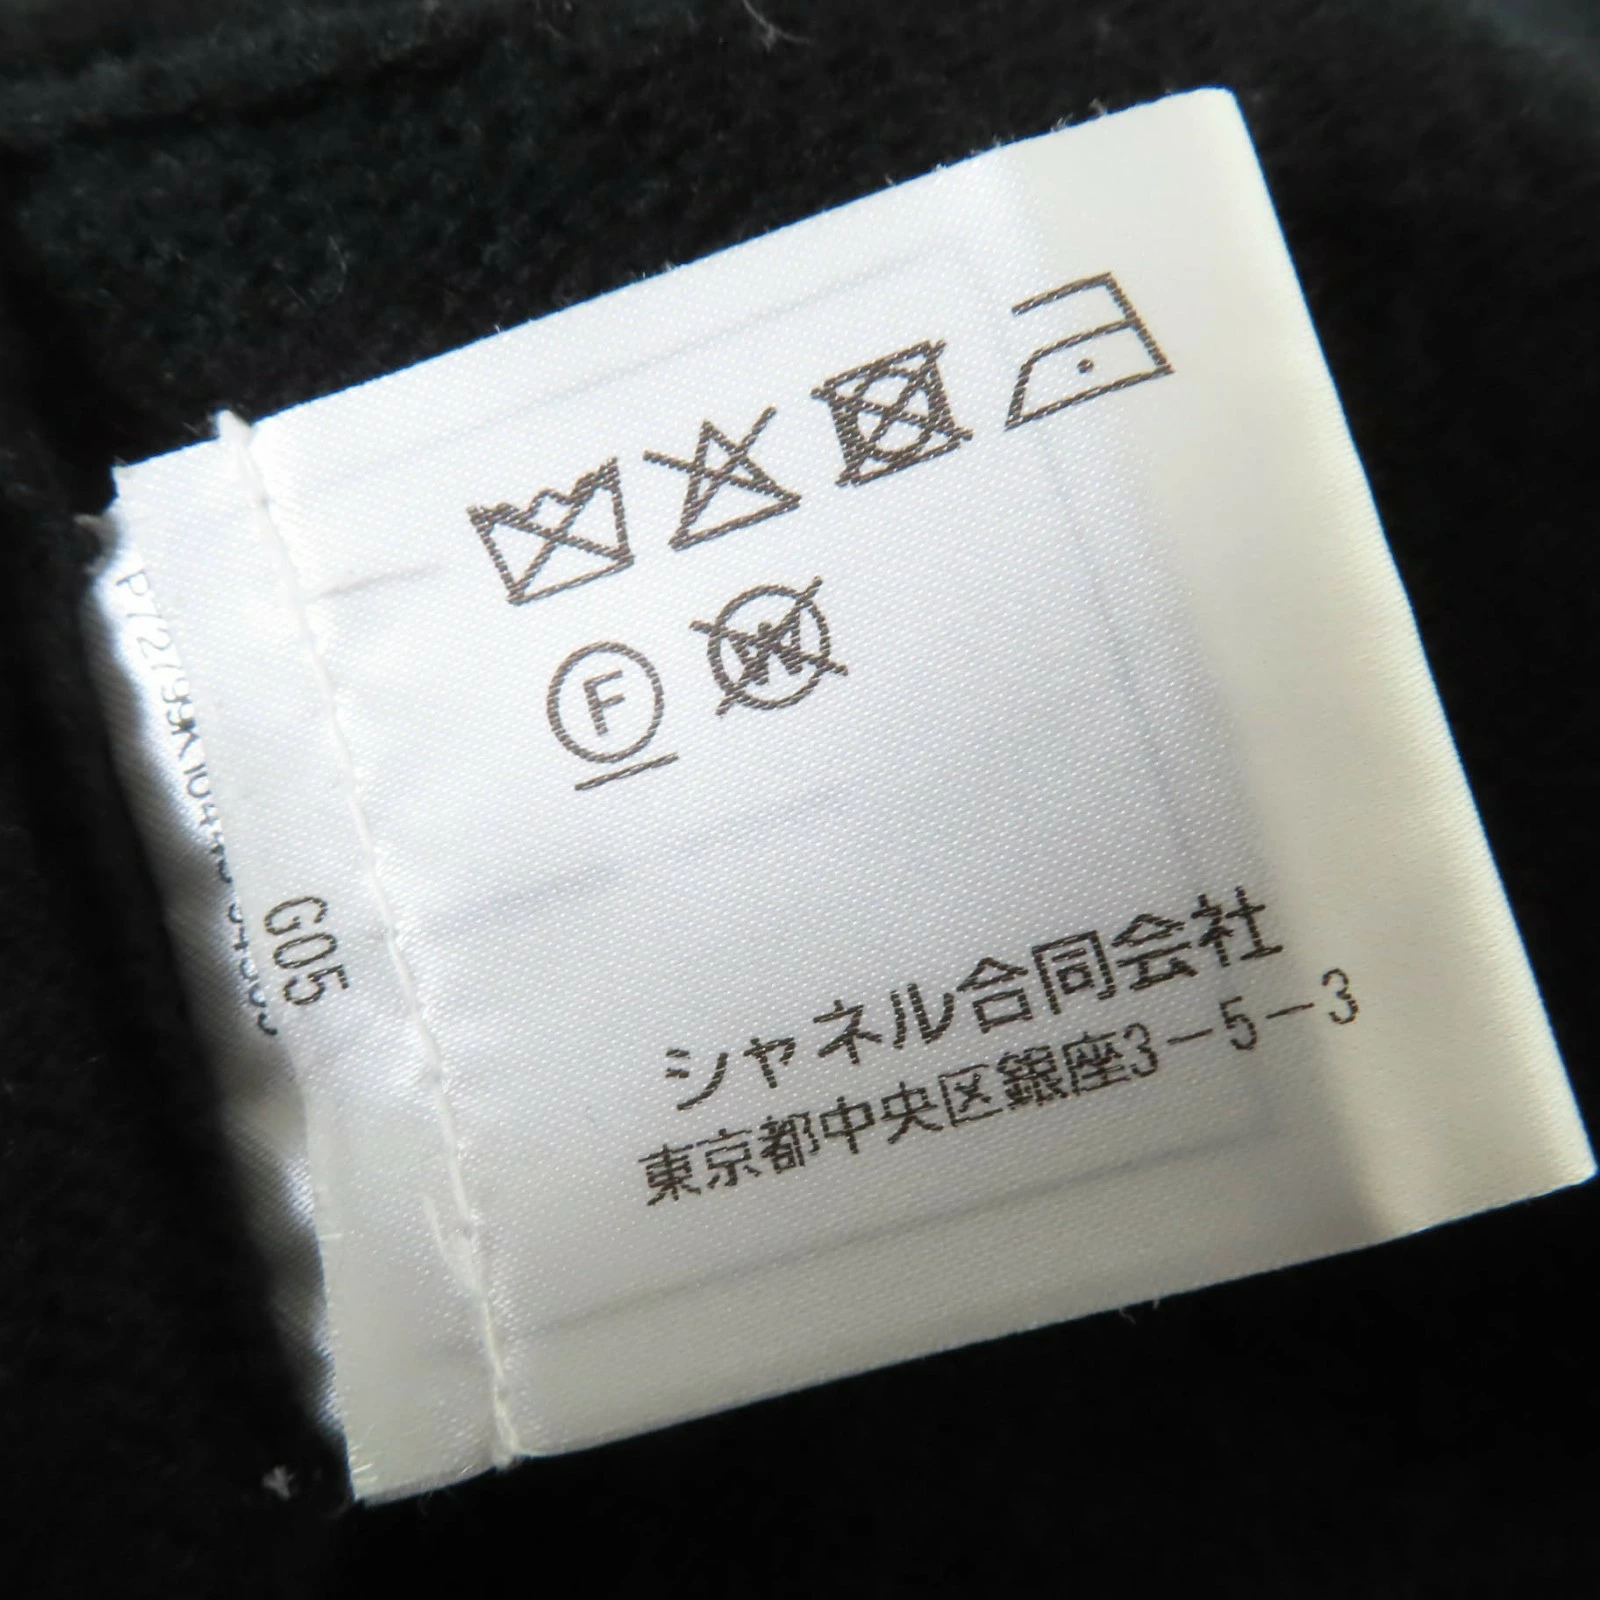 F
W
シャネル合同会社
東京都中央区銀座3-5-3
G05